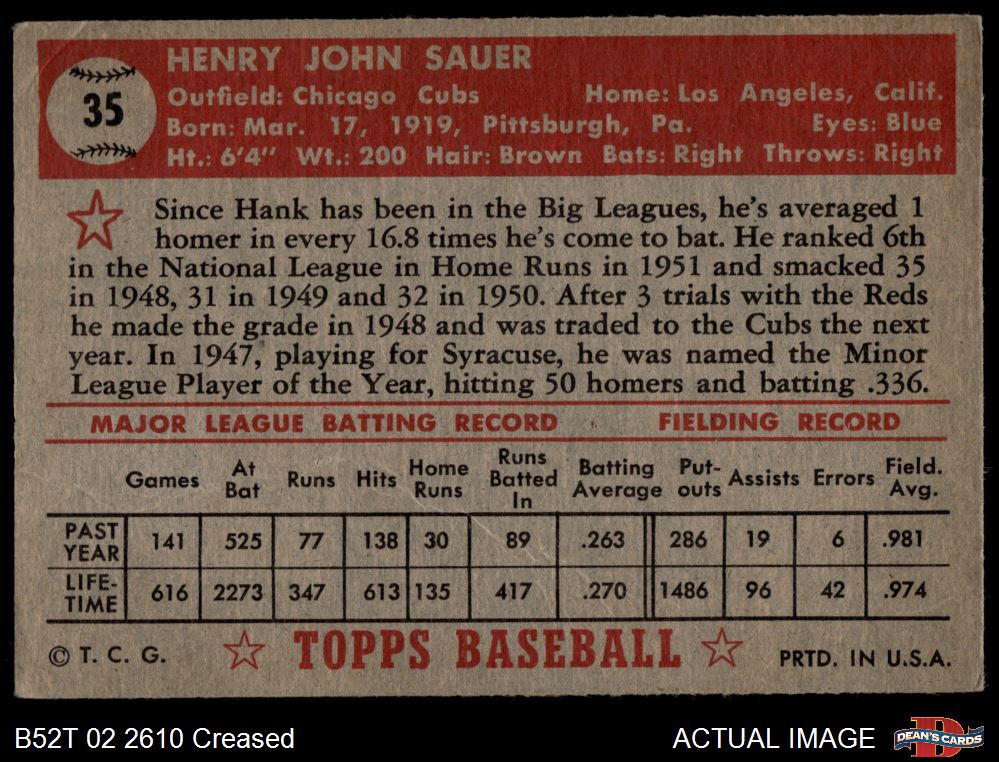 35
HENRY JOHN SAUER
Outfield: Chicago Cubs Home: Los Angeles, Calif.
Born: Mar. 17, 1919, Pittsburgh, Pa. Eyes: Blue
Ht.: 6'4" Wt.: 200 Hair: Brown Bats: Right Throws: Right
Since Hank has been in the Big Leagues, he's averaged 1
homer in every 16.8 times he's come to bat. He ranked 6th
in the National League in Home Runs in 1951 and smacked 35
in 1948, 31 in 1949 and 32 in 1950. After 3 trials with the Reds
he made the grade in 1948 and was traded to the Cubs the next
year. In 1947, playing for Syracuse, he was named the Minor
League Player of the Year, hitting 50 homers and batting .336.
MAJOR LEAGUE BATTING RECORD FIELDING RECORD
Games At Bat Runs Hits Home Runs Runs Batted In Batting Average Put-outs Assists Errors Field. Avg.
PAST YEAR 141 525 77 138 30 89 .263 286 19 6 .981
LIFE-TIME 616 2273 347 613 135 417 .270 1486 96 42 .974
© T. C. G. TOPPS BASEBALL PRTD. IN U.S.A.
B52T 02 2610 Creased ACTUAL IMAGE D DEAN'S CARDS